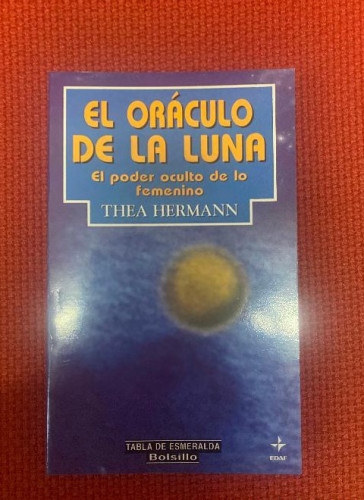 EL ORÁCULO
DE LA LUNA
El poder oculto de lo
femenino
THEA HERMANN
TABLA DE ESMERALDA
Bolsillo
EDAF